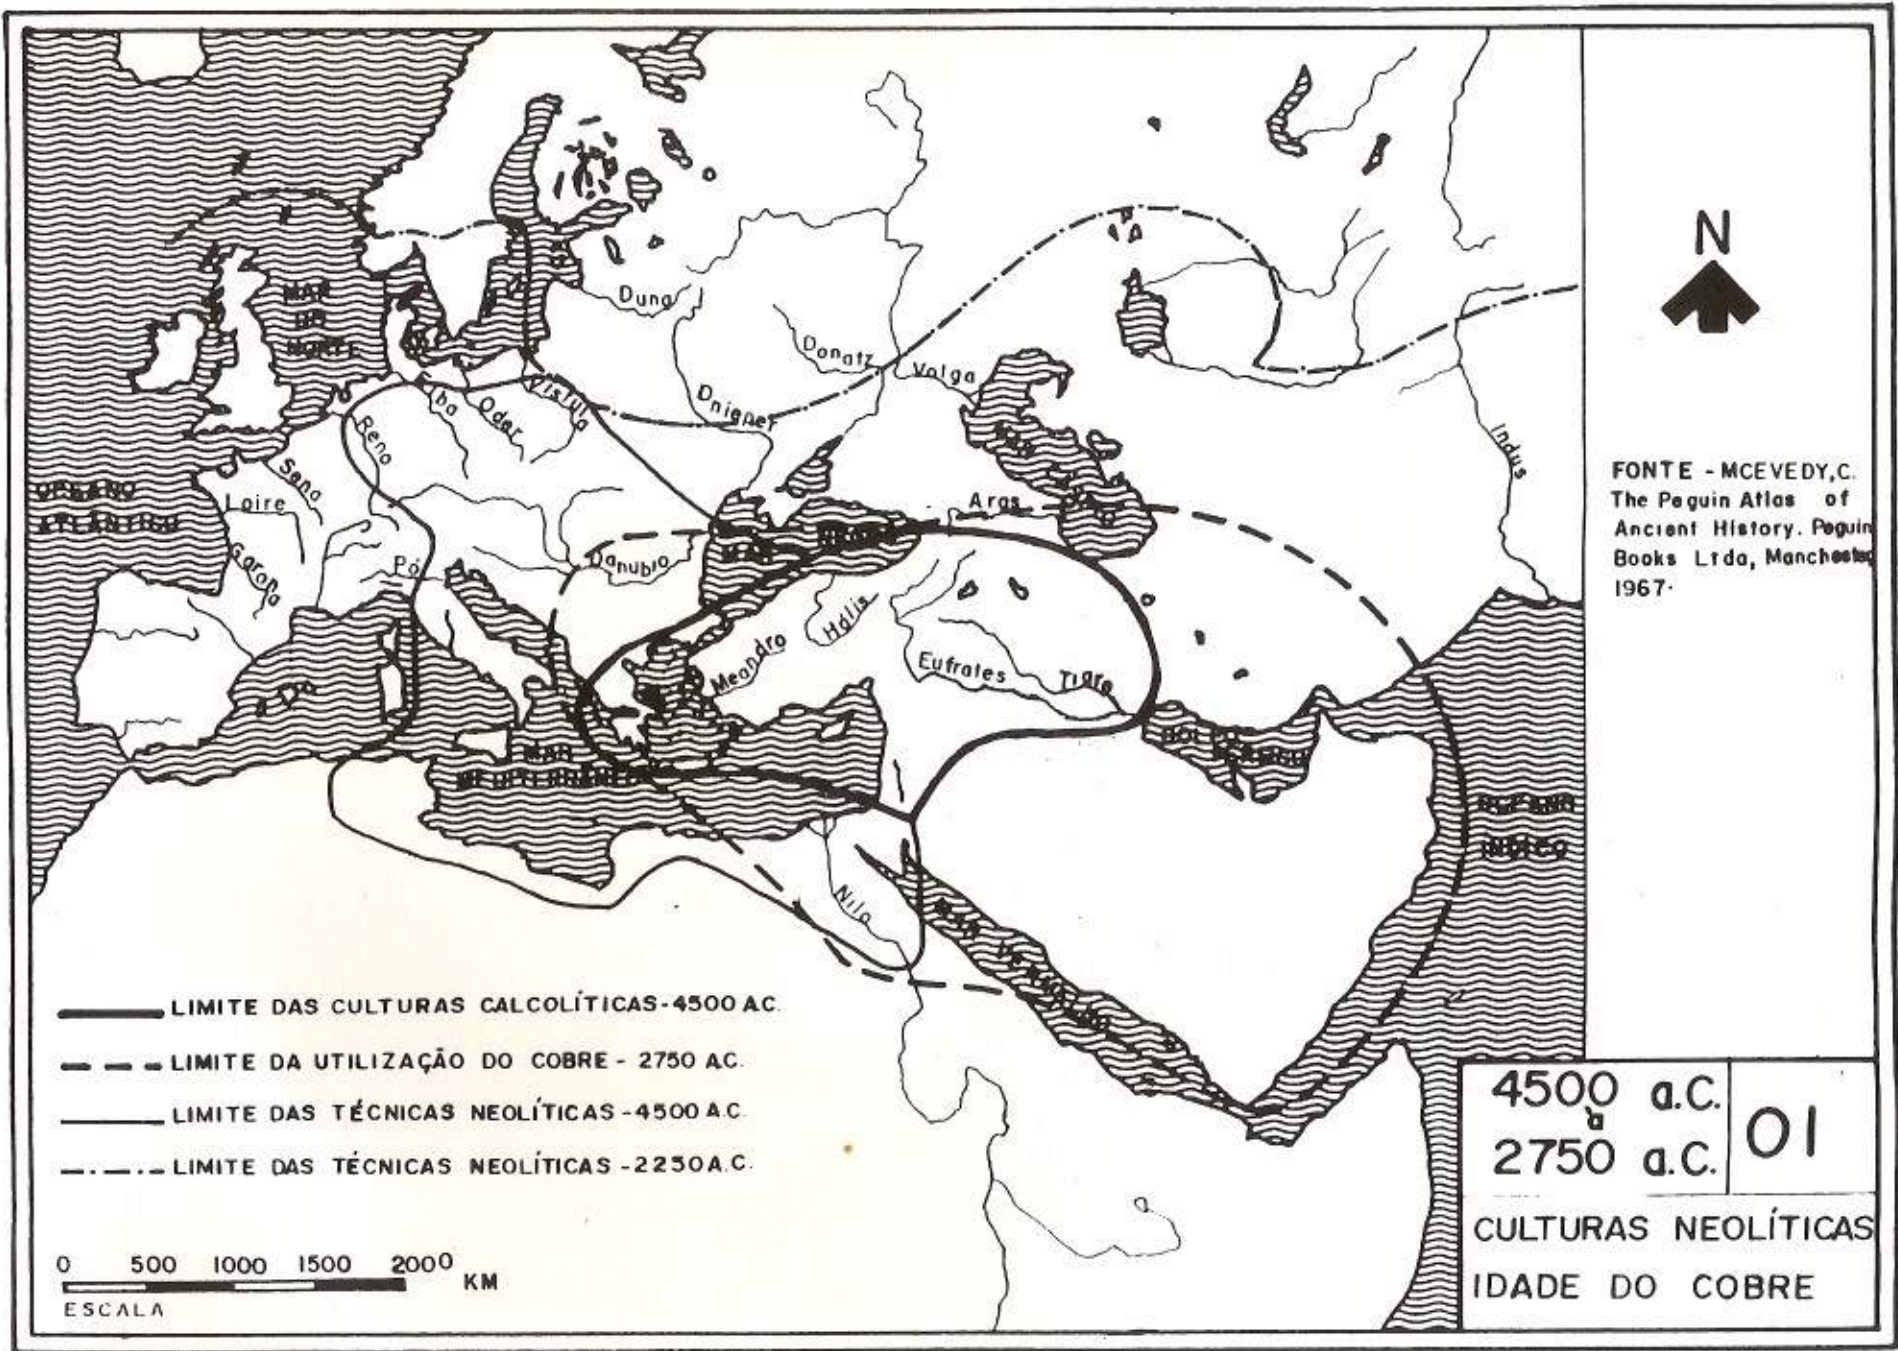 MAR
DO
NORTE
OCEANO
ATLÂNTICO
Duna
Donatz
Volga
Dnieper
Vistula
Elba
Oder
Reno
Sena
Loire
Garona
Pó
Danubio
MAR NEGRO
Aras
Indus
Hális
Meandro
Eufrates
Tigre
MAR
MEDITERRÂNEO
Nilo
OCEANO
INDICO
N
FONTE - MCEVEDY,C.
The Peguin Atlas of
Ancient History. Peguin
Books Ltda, Manchester
1967.
LIMITE DAS CULTURAS CALCOLÍTICAS-4500 A.C.
LIMITE DA UTILIZAÇÃO DO COBRE - 2750 A.C.
LIMITE DAS TÉCNICAS NEOLÍTICAS -4500 A.C.
LIMITE DAS TÉCNICAS NEOLÍTICAS -2250 A.C.
0 500 1000 1500 2000 KM
ESCALA
4500 a.C.
a
2750 a.C.
01
CULTURAS NEOLÍTICAS
IDADE DO COBRE